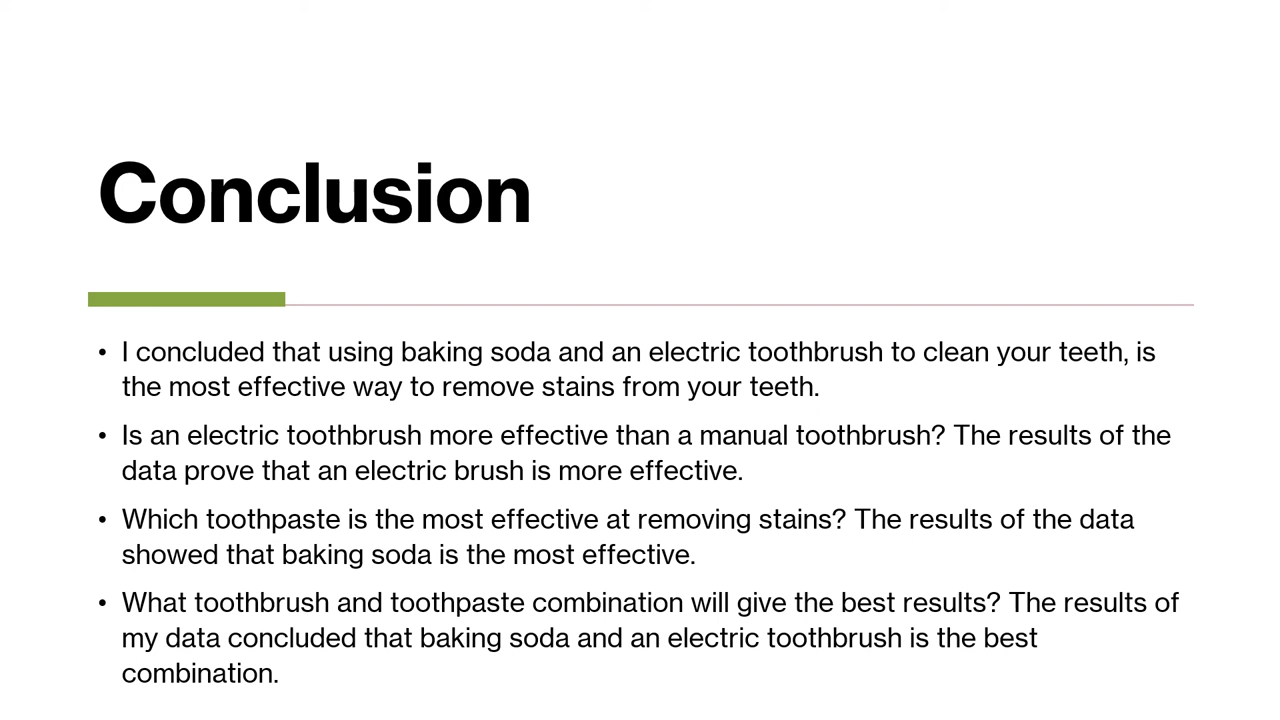 Conclusion
• I concluded that using baking soda and an electric toothbrush to clean your teeth, is
the most effective way to remove stains from your teeth.
• Is an electric toothbrush more effective than a manual toothbrush? The results of the
data prove that an electric brush is more effective.
• Which toothpaste is the most effective at removing stains? The results of the data
showed that baking soda is the most effective.
• What toothbrush and toothpaste combination will give the best results? The results of
my data concluded that baking soda and an electric toothbrush is the best
combination.